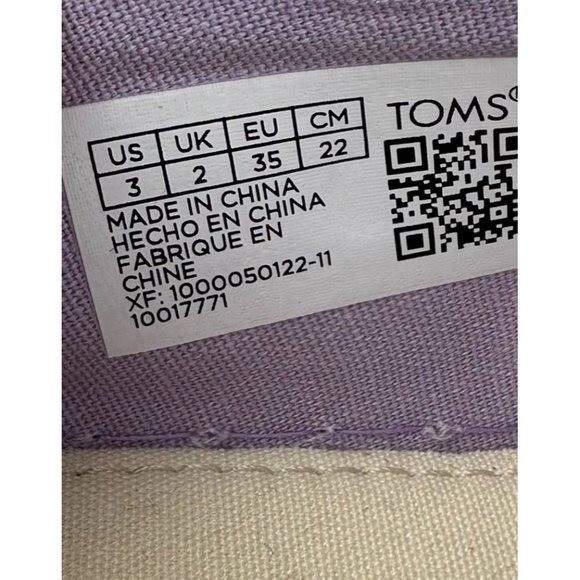 US UK EU CM
3 2 35 22
MADE IN CHINA
HECHO EN CHINA
FABRIQUE EN
CHINE
XF: 1000050122-11
10017771
TOMS®